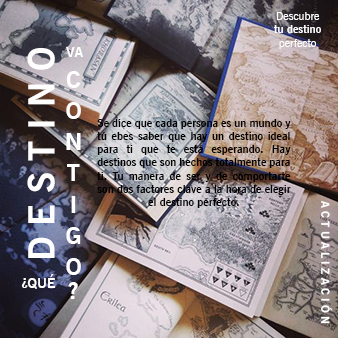 Descubre
tu destino
perfecto.
¿QUÉ DESTINO
VA CONTIGO?
Se dice que cada persona es un mundo y
tu ebes saber que hay un destino ideal
para ti que te está esperando. Hay
destinos que son hechos totalmente para
ti. Tu manera de ser y de comportarte
son dos factores clave a la hora de elegir
el destino perfecto.
ACTUALIZACIÓN